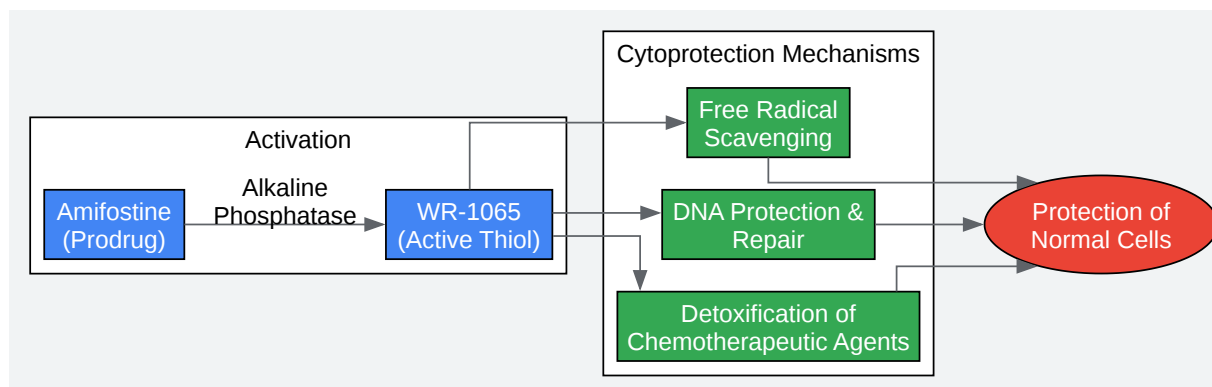 Cytoprotection Mechanisms
Free Radical
Scavenging
Activation
Alkaline
Phosphatase
Amifostine
(Prodrug)
WR-1065
(Active Thiol)
DNA Protection &
Repair
Protection of
Normal Cells
Detoxification of
Chemotherapeutic Agents